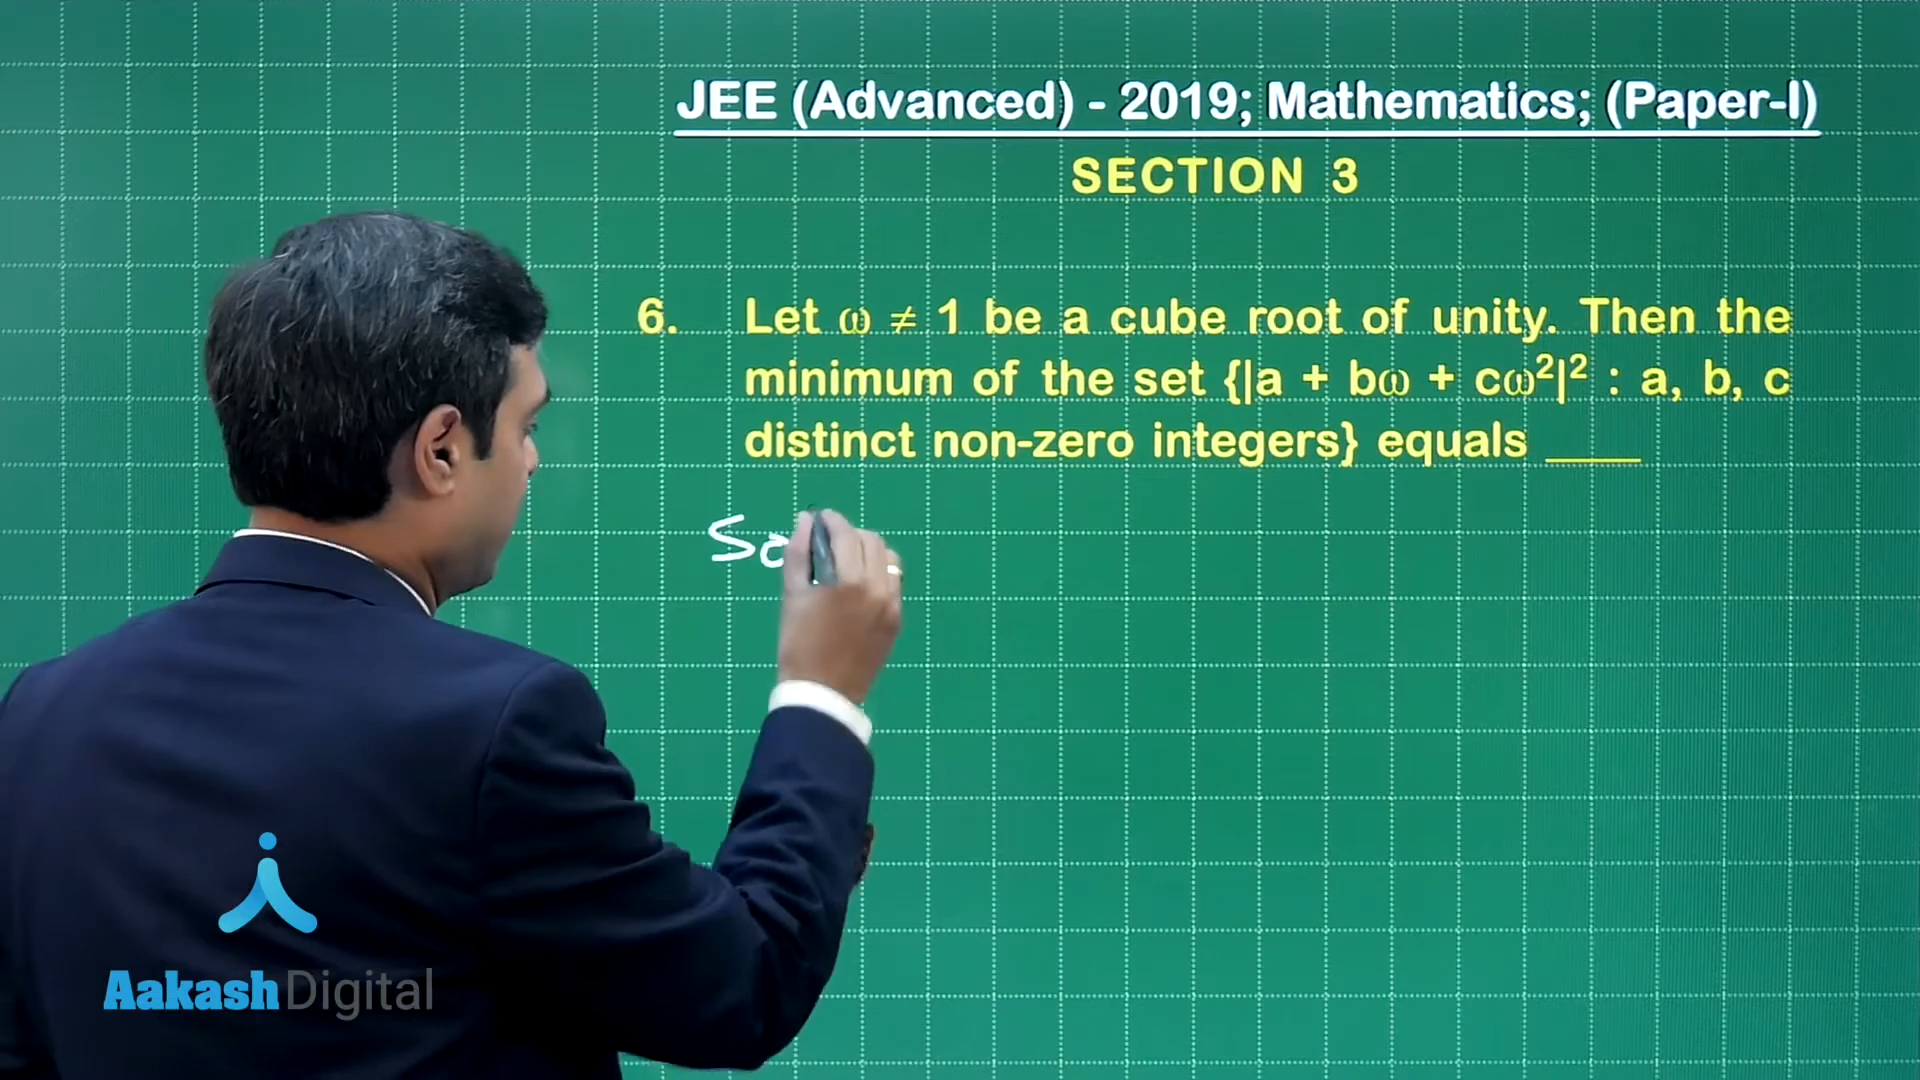 JEE (Advanced) - 2019; Mathematics; (Paper-I)
SECTION 3
6. Let ω ≠ 1 be a cube root of unity. Then the
minimum of the set {|a + bω + cω²|² : a, b, c
distinct non-zero integers} equals ____
So
Aakash Digital